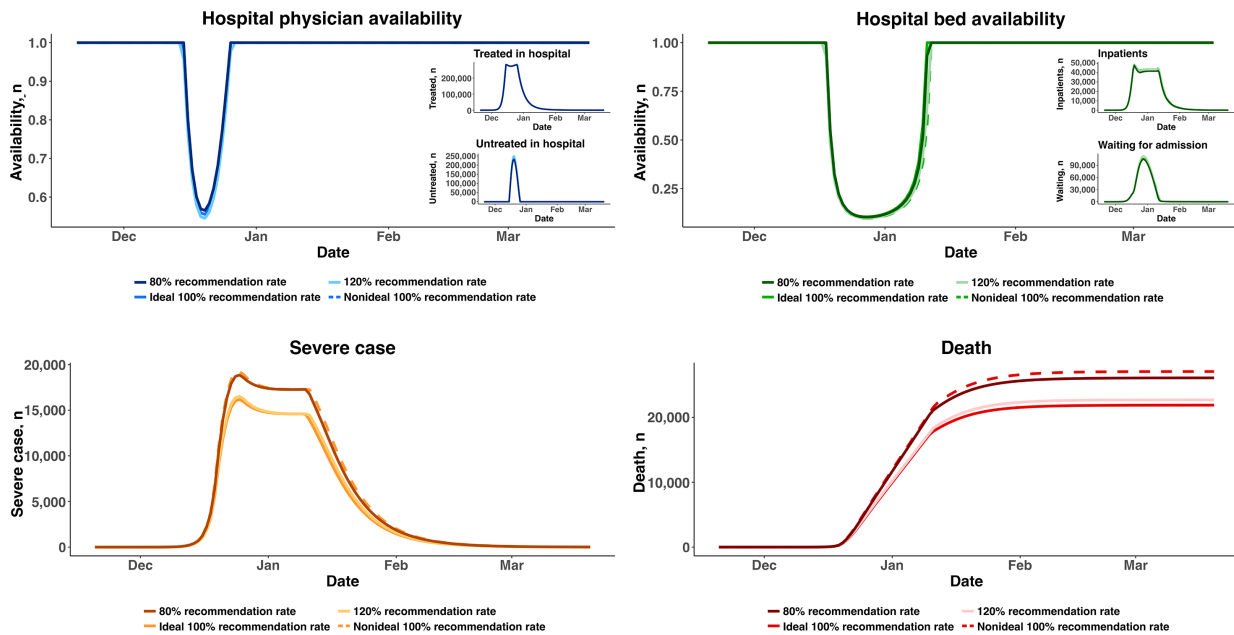 Hospital physician availability
Availability, n
1.0
0.9
0.8
0.7
0.6
Dec
Jan
Feb
Mar
Date
Treated in hospital
Treated, n
200,000
100,000
0
Dec
Jan
Feb
Mar
Date
Untreated in hospital
Untreated, n
250,000
200,000
150,000
100,000
50,000
0
Dec
Jan
Feb
Mar
Date
80% recommendation rate
120% recommendation rate
Ideal 100% recommendation rate
Nonideal 100% recommendation rate
Hospital bed availability
Availability, n
1.00
0.75
0.50
0.25
Dec
Jan
Feb
Mar
Date
Inpatients
Inpatients, n
50,000
40,000
30,000
20,000
10,000
0
Dec
Jan
Feb
Mar
Date
Waiting for admission
Waiting, n
90,000
60,000
30,000
0
Dec
Jan
Feb
Mar
Date
80% recommendation rate
120% recommendation rate
Ideal 100% recommendation rate
Nonideal 100% recommendation rate
Severe case
Severe case, n
20,000
15,000
10,000
5,000
0
Dec
Jan
Feb
Mar
Date
80% recommendation rate
120% recommendation rate
Ideal 100% recommendation rate
Nonideal 100% recommendation rate
Death
Death, n
20,000
10,000
0
Dec
Jan
Feb
Mar
Date
80% recommendation rate
120% recommendation rate
Ideal 100% recommendation rate
Nonideal 100% recommendation rate